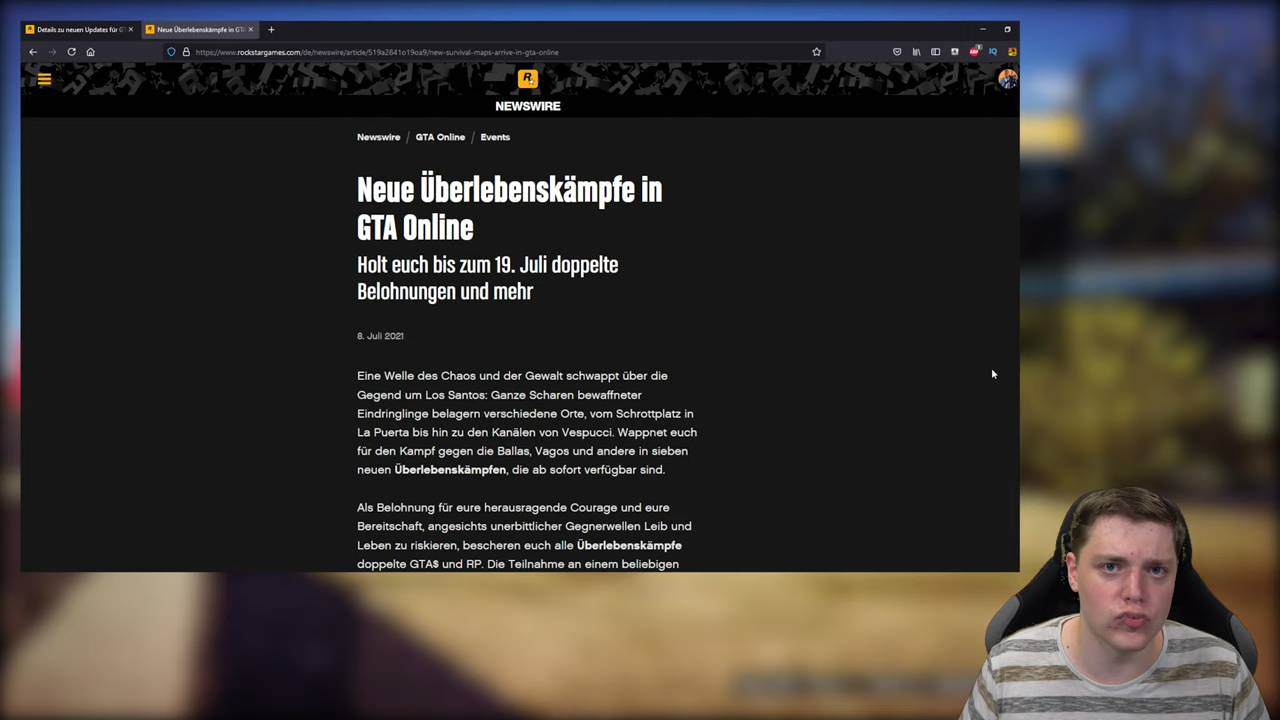 Details zu neuen Updates für GT
Neue Überlebenskämpfe in GTA
https://www.rockstargames.com/de/newswire/article/519a2841o19oa9/new-survival-maps-arrive-in-gta-online
R
NEWSWIRE
Newswire / GTA Online / Events
Neue Überlebenskämpfe in
GTA Online
Holt euch bis zum 19. Juli doppelte
Belohnungen und mehr
8. Juli 2021
Eine Welle des Chaos und der Gewalt schwappt über die
Gegend um Los Santos: Ganze Scharen bewaffneter
Eindringlinge belagern verschiedene Orte, vom Schrottplatz in
La Puerta bis hin zu den Kanälen von Vespucci. Wappnet euch
für den Kampf gegen die Ballas, Vagos und andere in sieben
neuen Überlebenskämpfen, die ab sofort verfügbar sind.
Als Belohnung für eure herausragende Courage und eure
Bereitschaft, angesichts unerbittlicher Gegnerwellen Leib und
Leben zu riskieren, bescheren euch alle Überlebenskämpfe
doppelte GTA$ und RP. Die Teilnahme an einem beliebigen